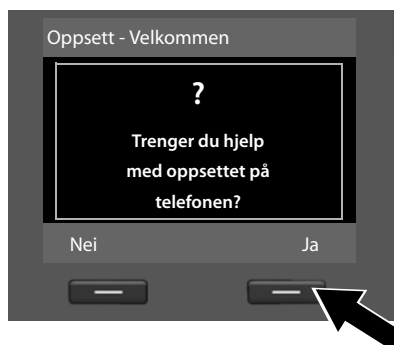 Oppsett - Velkommen
?
Trenger du hjelp
med oppsettet på
telefonen?
Nei Ja